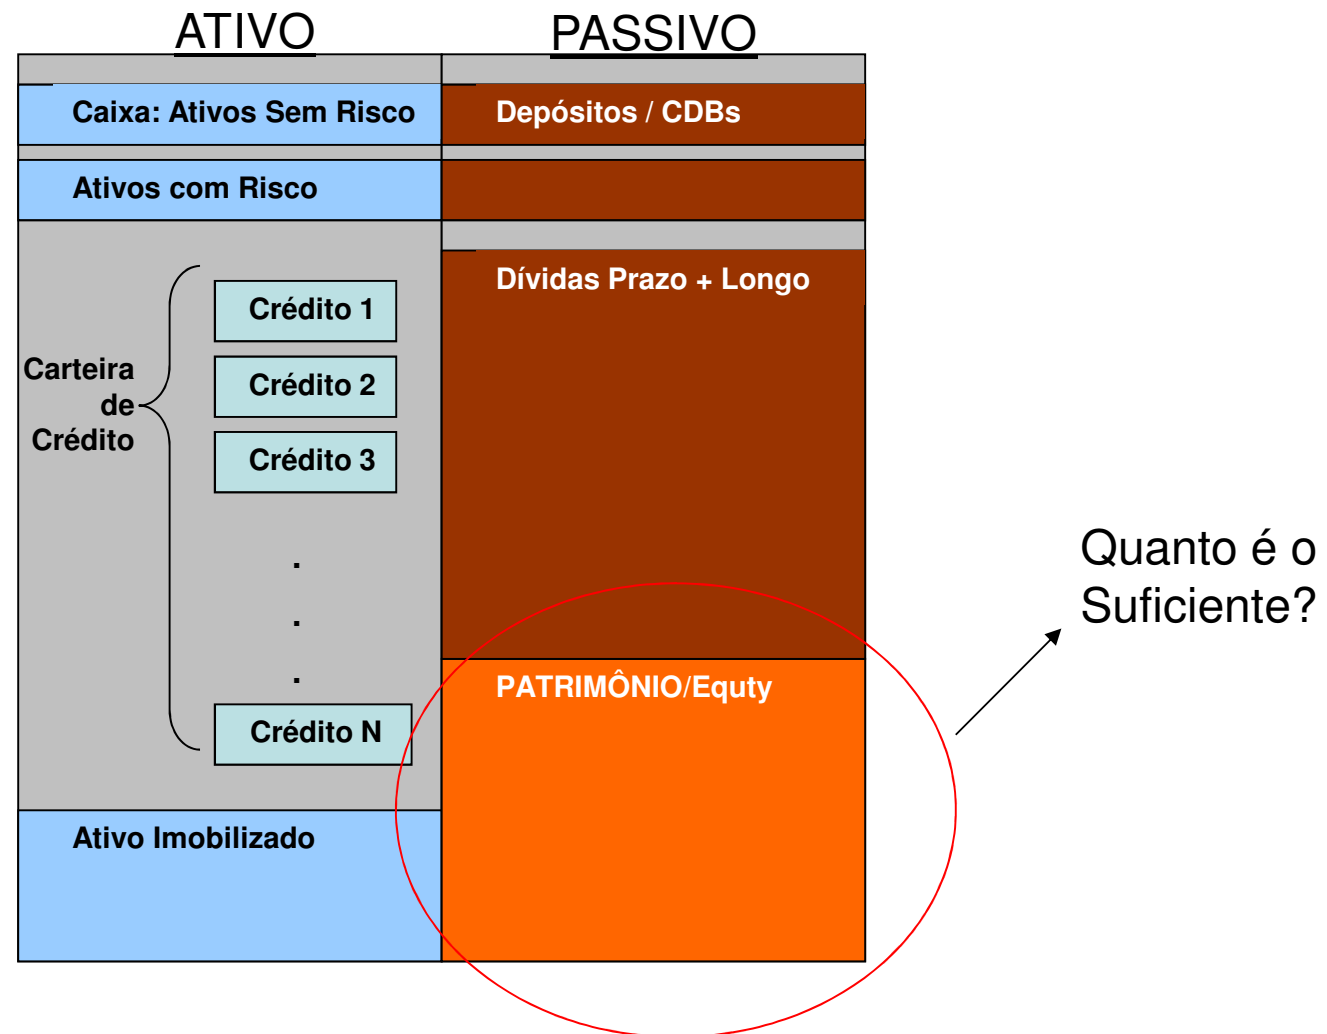 ATIVO
PASSIVO
Caixa: Ativos Sem Risco
Depósitos / CDBs
Ativos com Risco
Dívidas Prazo + Longo
Carteira
de
Crédito
Crédito 1
Crédito 2
Crédito 3
.
.
.
Crédito N
PATRIMÔNIO/Equty
Ativo Imobilizado
Quanto é o
Suficiente?